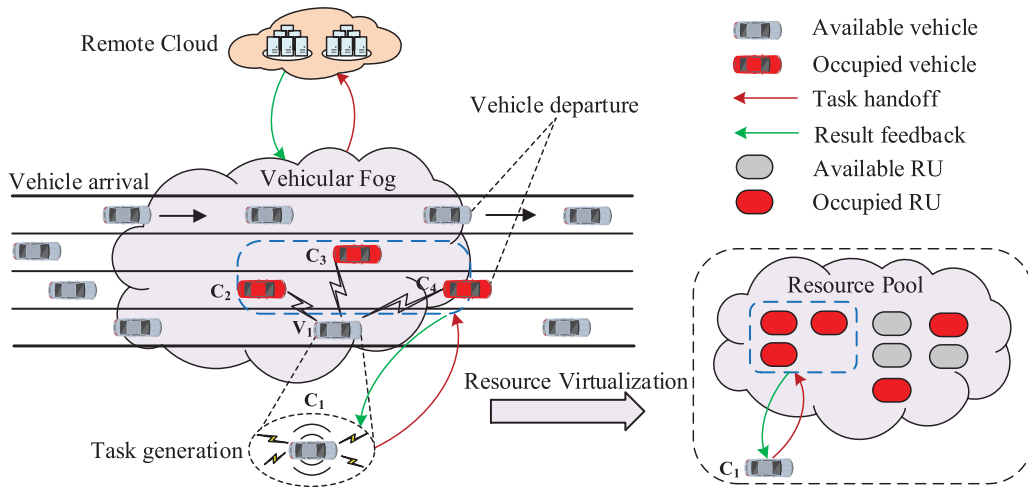 Remote Cloud
Available vehicle
Occupied vehicle
Task handoff
Result feedback
Available RU
Occupied RU
Vehicle departure
Vehicle arrival
Vehicular Fog
C3
C2
C4
V1
C1
Task generation
Resource Virtualization
Resource Pool
C1